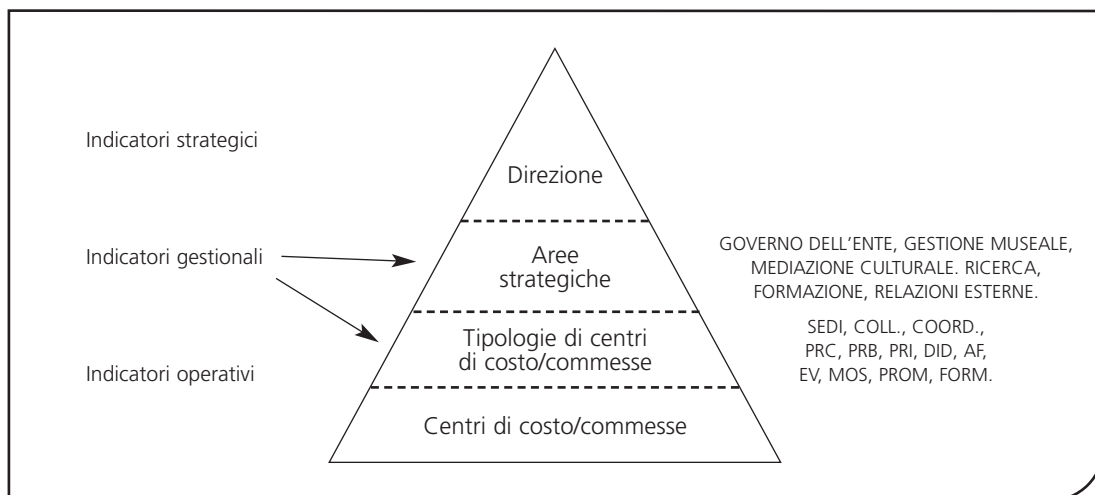 Indicatori strategici
Direzione
Indicatori gestionali
Aree
strategiche
GOVERNO DELL'ENTE, GESTIONE MUSEALE,
MEDIAZIONE CULTURALE. RICERCA,
FORMAZIONE, RELAZIONI ESTERNE.
Tipologie di centri
di costo/commesse
SEDI, COLL., COORD.,
PRC, PRB, PRI, DID, AF,
EV, MOS, PROM, FORM.
Indicatori operativi
Centri di costo/commesse